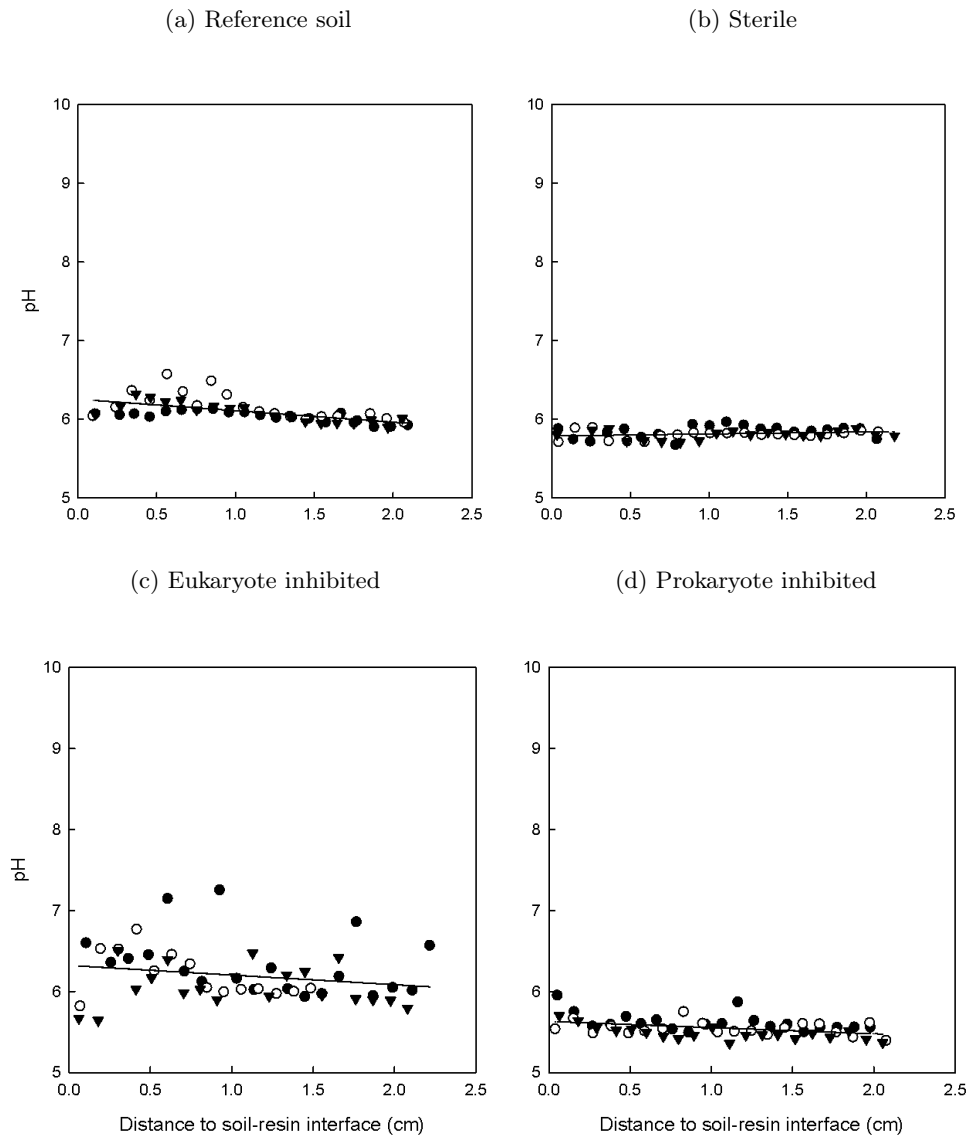 (a) Reference soil
(b) Sterile
10
9
8
7
6
5
pH
0.0 0.5 1.0 1.5 2.0 2.5
10
9
8
7
6
5
0.0 0.5 1.0 1.5 2.0 2.5
(c) Eukaryote inhibited
(d) Prokaryote inhibited
10
9
8
7
6
5
pH
0.0 0.5 1.0 1.5 2.0 2.5
Distance to soil-resin interface (cm)
10
9
8
7
6
5
0.0 0.5 1.0 1.5 2.0 2.5
Distance to soil-resin interface (cm)